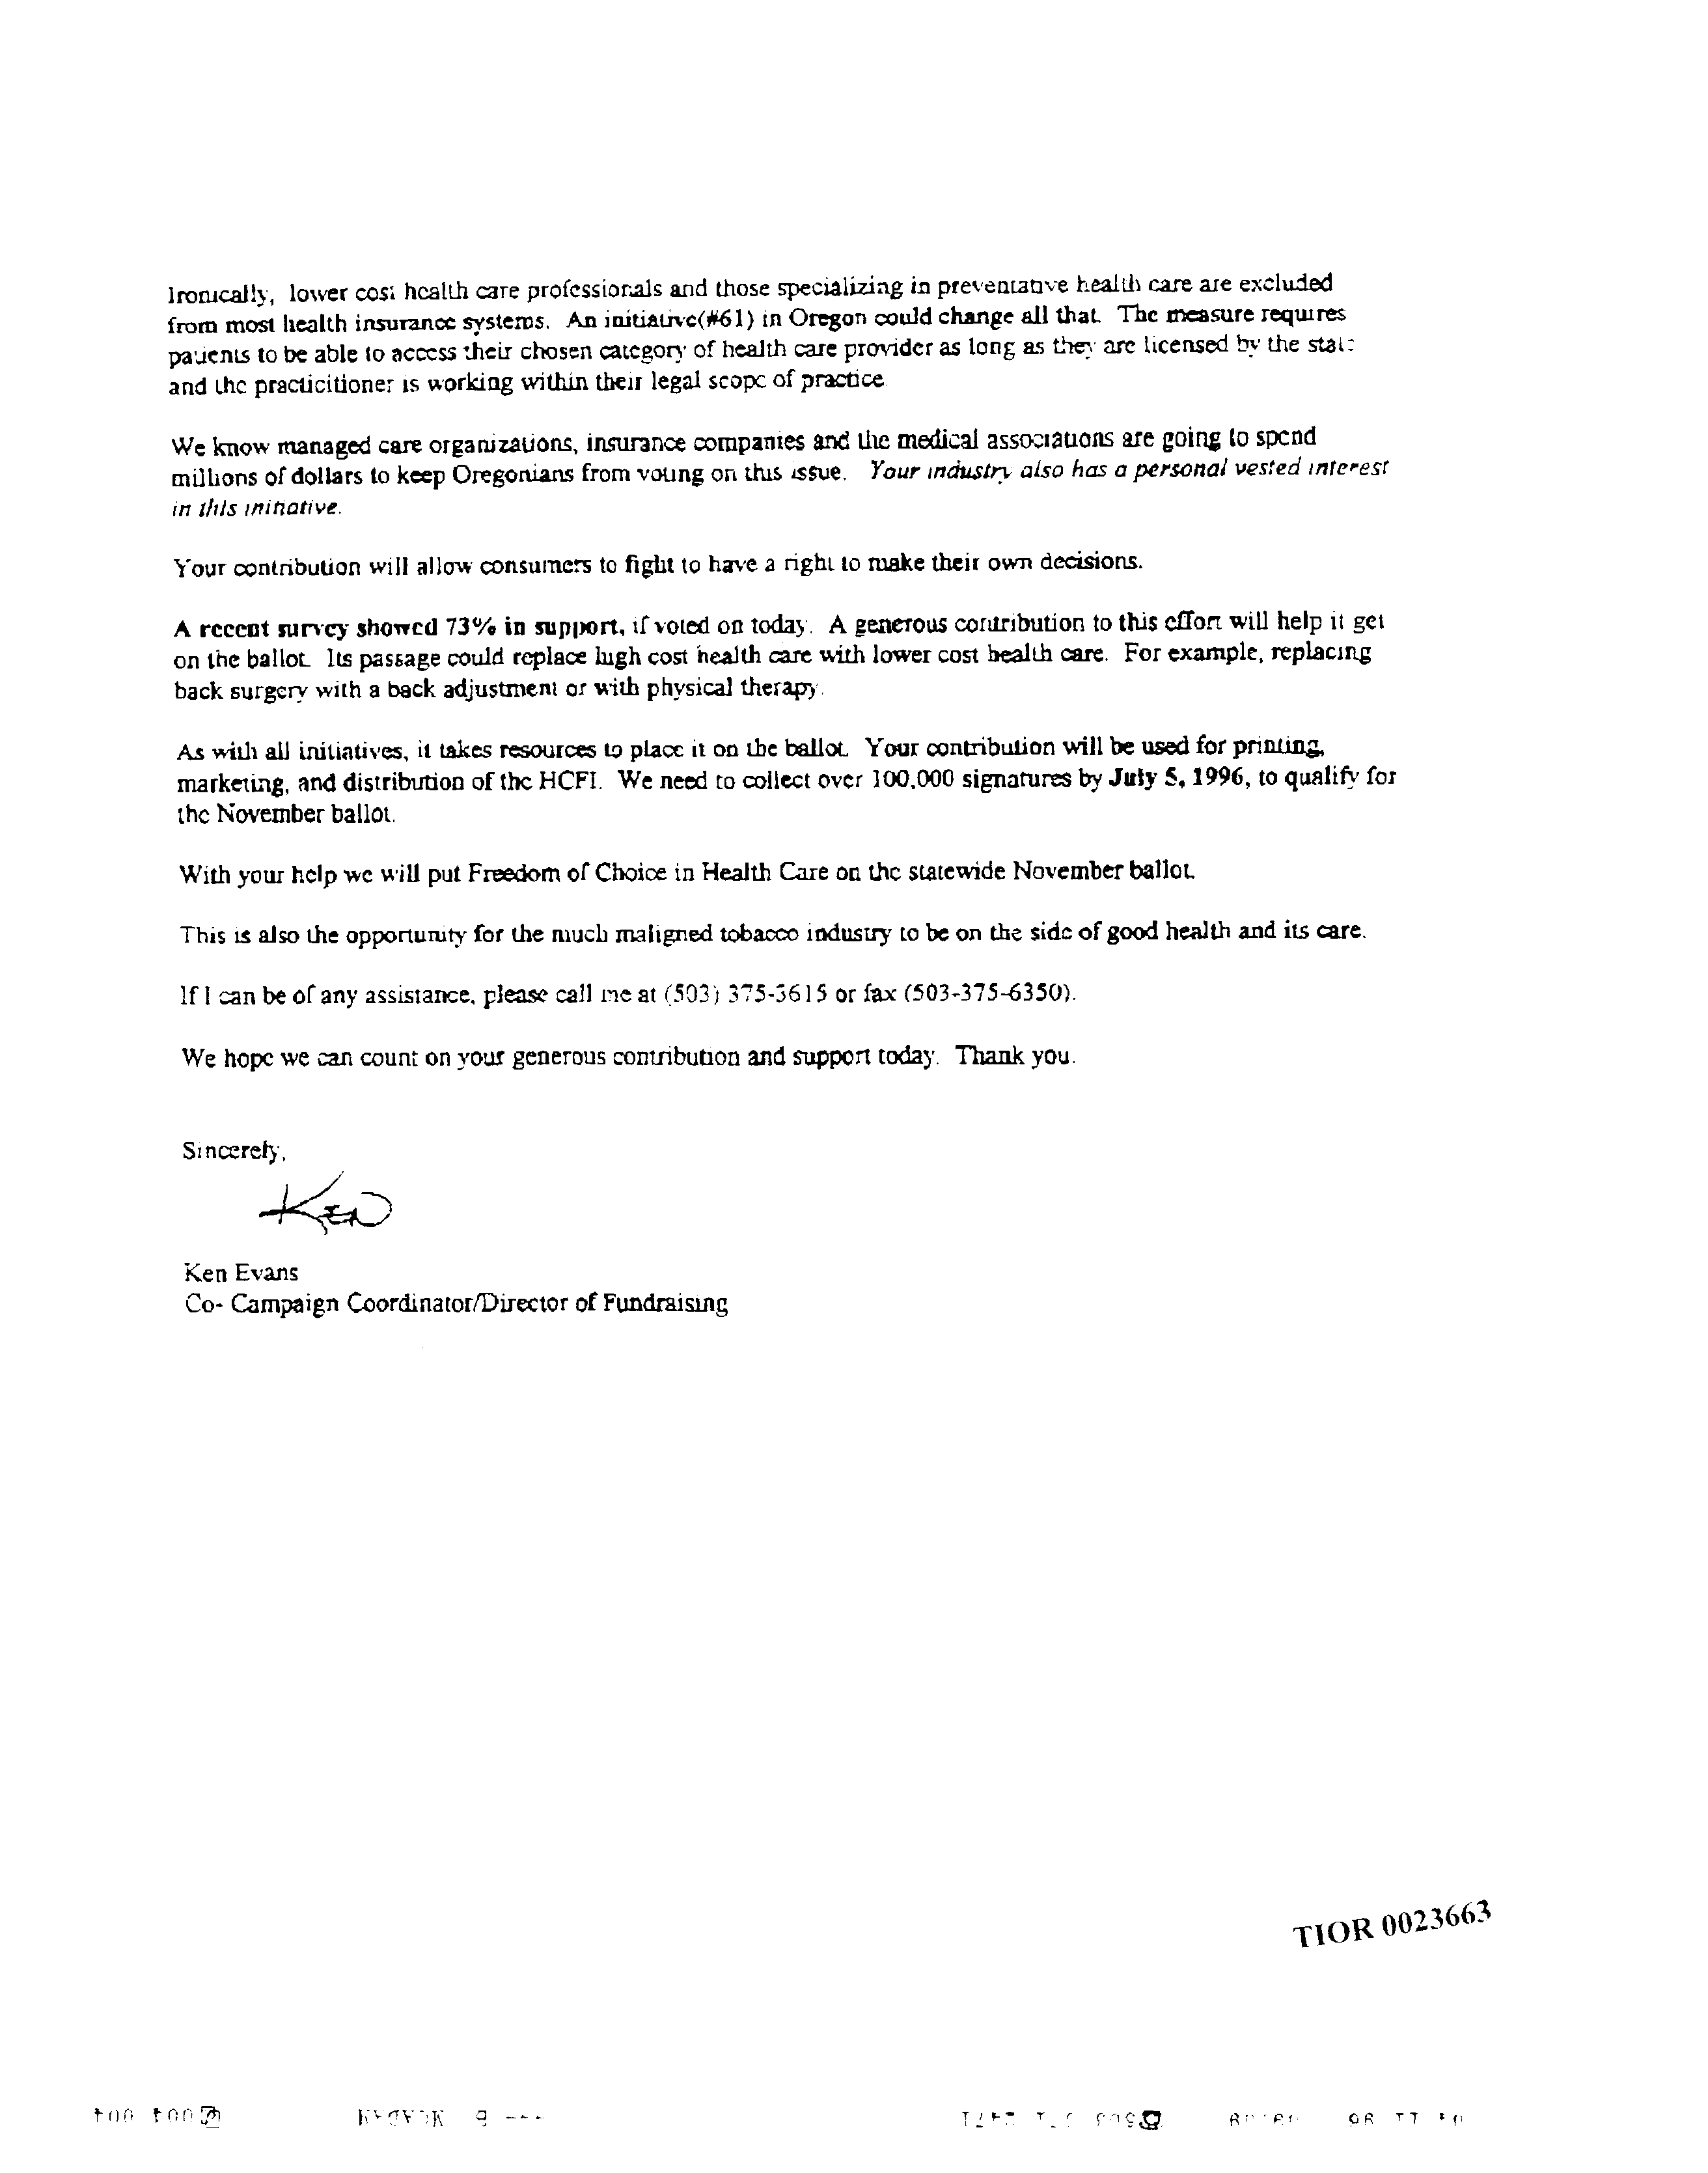 Ironically, lower cost health care professionals and those specializing in preventative health care are excluded
from most health insurance systems. An initiative(#61) in Oregon could change all that. The measure requires
patients to be able to access their chosen category of health care provider as long as they are licensed by the state
and the practicitioner is working within their legal scope of practice.
We know managed care organizations, insurance companies and the medical associations are going to spend
millions of dollars to keep Oregonians from voting on this issue. Your industry also has a personal vested interest
in this initiative.
Your contribution will allow consumers to fight to have a right to make their own decisions.
A recent survey showed 73% in support, if voted on today. A generous contribution to this effort will help it get
on the ballot. Its passage could replace high cost health care with lower cost health care. For example, replacing
back surgery with a back adjustment or with physical therapy.
As with all initiatives, it takes resources to place it on the ballot. Your contribution will be used for printing,
marketing, and distribution of the HCFI. We need to collect over 100,000 signatures by July 5, 1996, to qualify for
the November ballot.
With your help we will put Freedom of Choice in Health Care on the statewide November ballot.
This is also the opportunity for the much maligned tobacco industry to be on the side of good health and its care.
If I can be of any assistance, please call me at (503) 375-3615 or fax (503-375-6350).
We hope we can count on your generous contribution and support today. Thank you.
Sincerely,
Ken
Ken Evans
Co- Campaign Coordinator/Director of Fundraising
TIOR 0023663